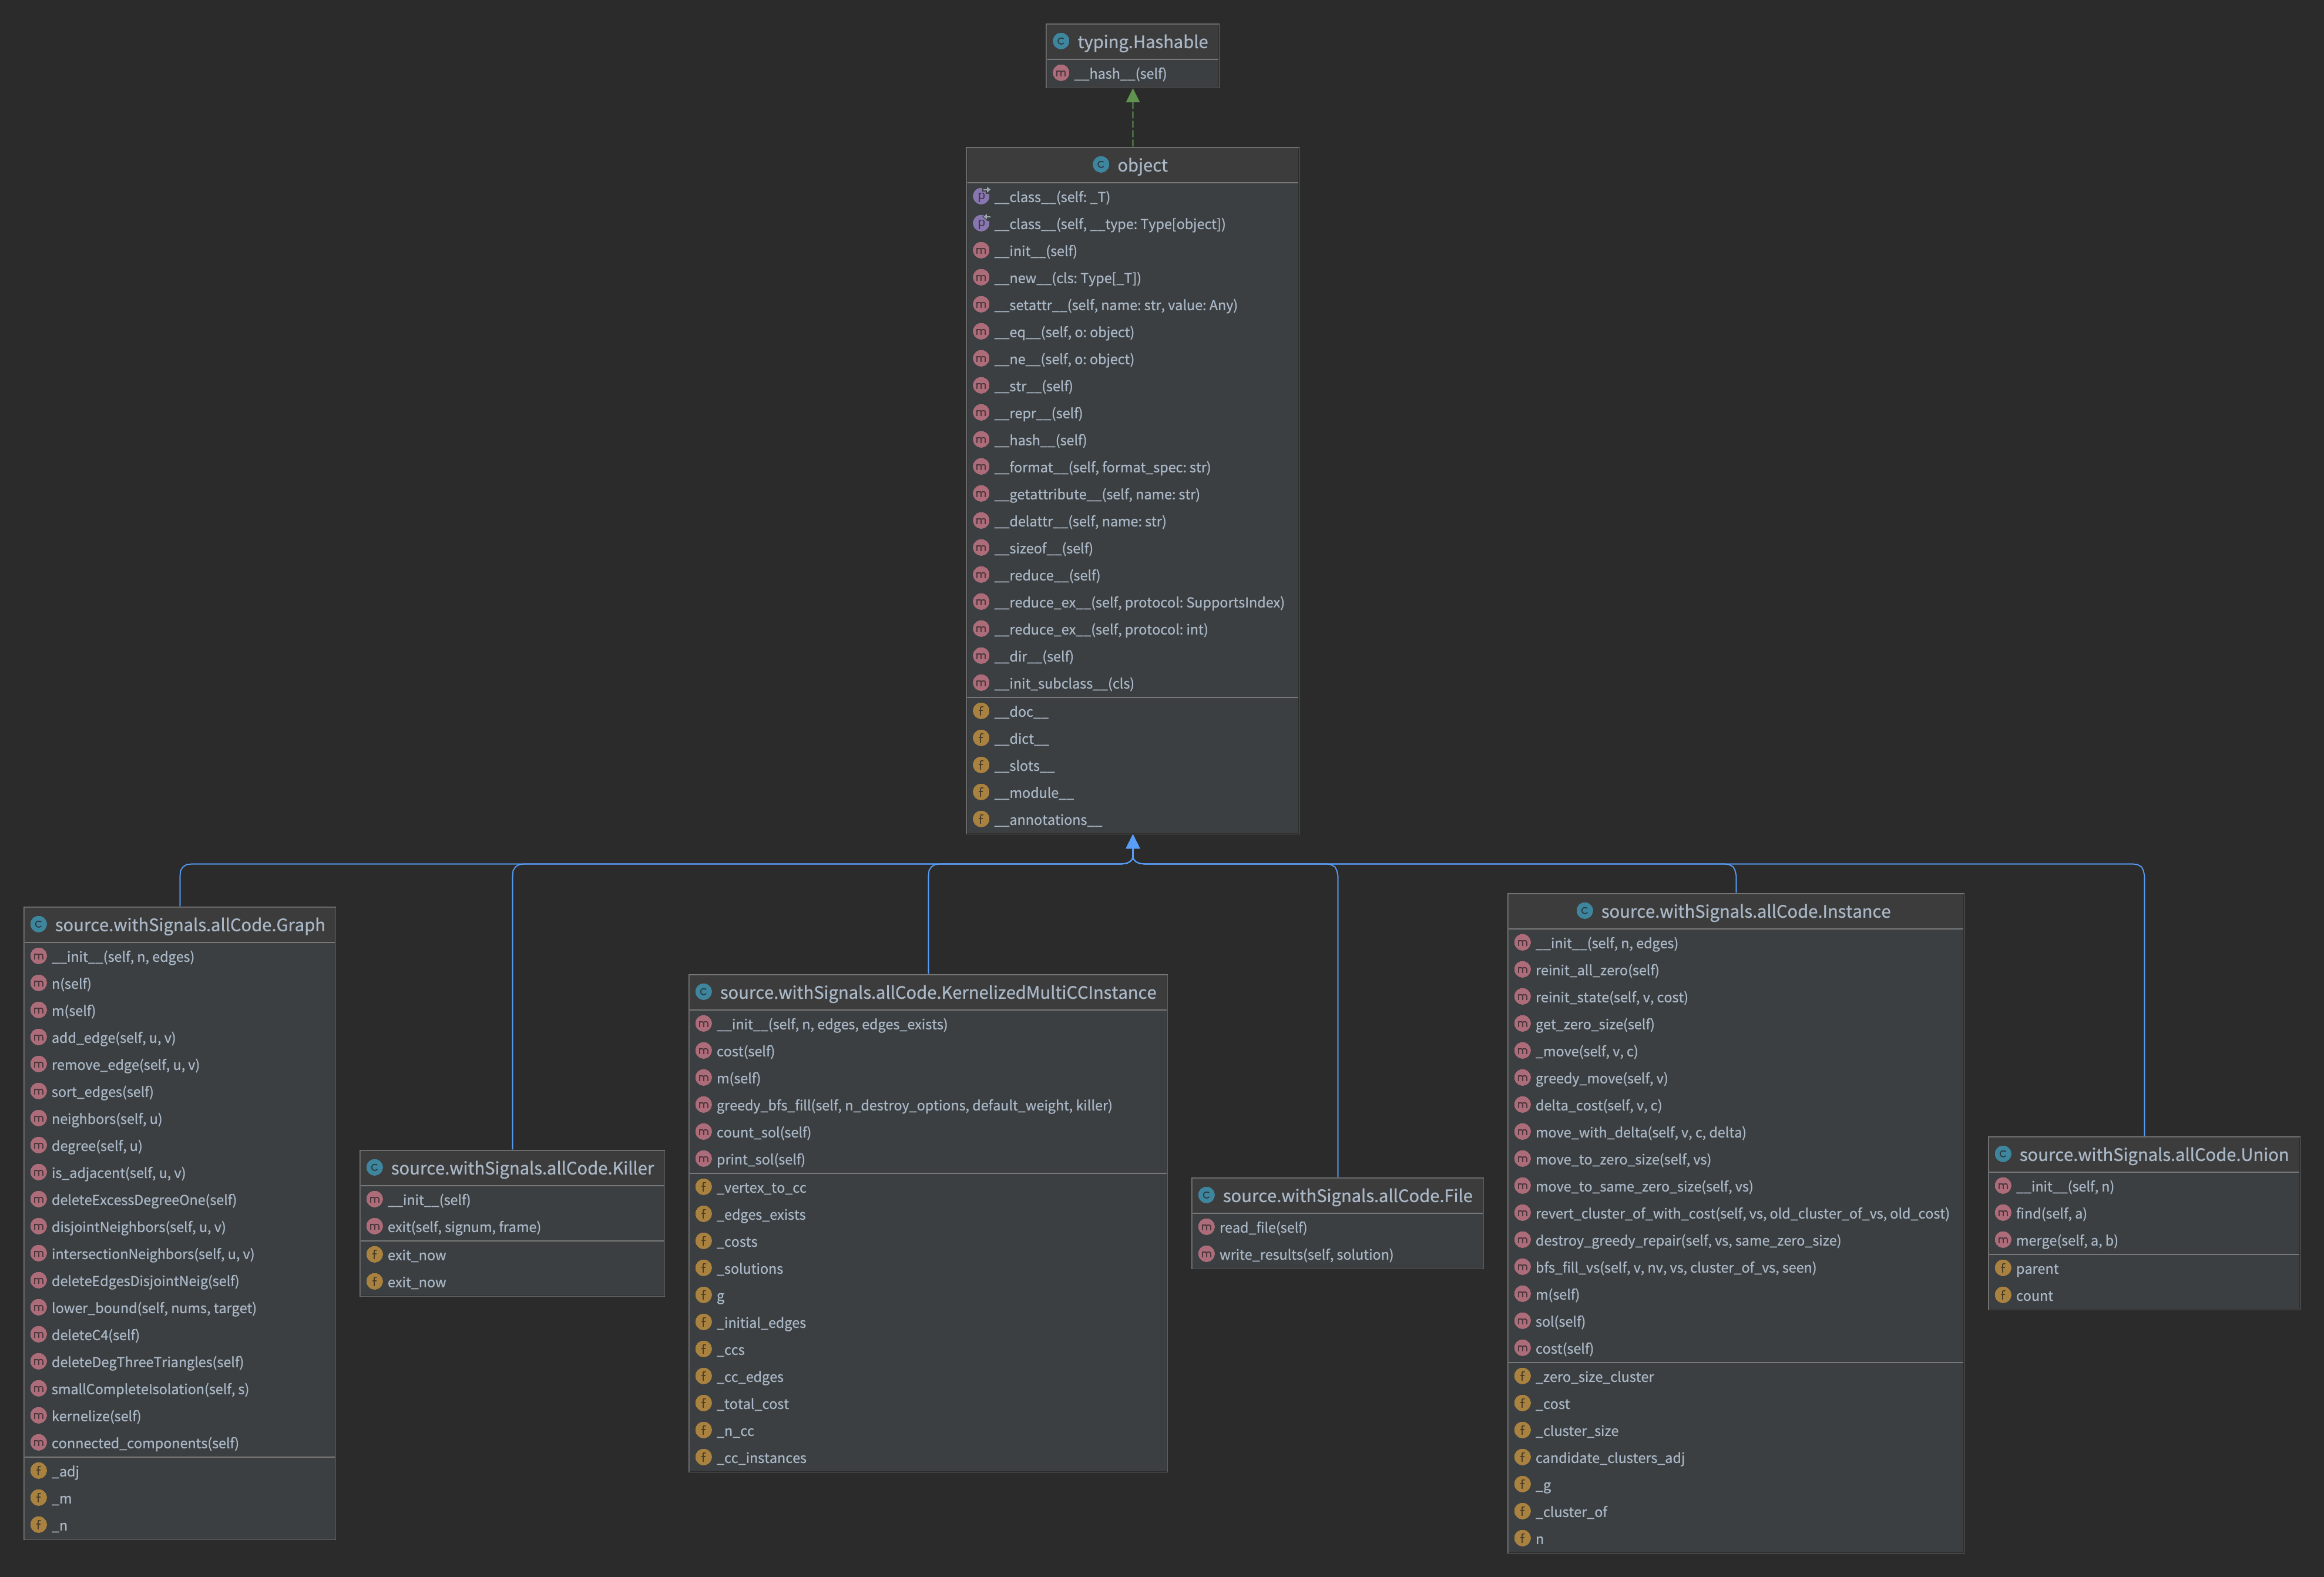 typing.Hashable
__hash__(self)
object
__class__(self: _T)
__class__(self, __type: Type[object])
__init__(self)
__new__(cls: Type[_T])
__setattr__(self, name: str, value: Any)
__eq__(self, o: object)
__ne__(self, o: object)
__str__(self)
__repr__(self)
__hash__(self)
__format__(self, format_spec: str)
__getattribute__(self, name: str)
__delattr__(self, name: str)
__sizeof__(self)
__reduce__(self)
__reduce_ex__(self, protocol: SupportsIndex)
__reduce_ex__(self, protocol: int)
__dir__(self)
__init_subclass__(cls)
__doc__
__dict__
__slots__
__module__
__annotations__
source.withSignals.allCode.Graph
__init__(self, n, edges)
n(self)
m(self)
add_edge(self, u, v)
remove_edge(self, u, v)
sort_edges(self)
neighbors(self, u)
degree(self, u)
is_adjacent(self, u, v)
deleteExcessDegreeOne(self)
disjointNeighbors(self, u, v)
intersectionNeighbors(self, u, v)
deleteEdgesDisjointNeig(self)
lower_bound(self, nums, target)
deleteC4(self)
deleteDegThreeTriangles(self)
smallCompleteIsolation(self, s)
kernelize(self)
connected_components(self)
_adj
_m
_n
source.withSignals.allCode.Killer
__init__(self)
exit(self, signum, frame)
exit_now
exit_now
source.withSignals.allCode.KernelizedMultiCCInstance
__init__(self, n, edges, edges_exists)
cost(self)
m(self)
greedy_bfs_fill(self, n_destroy_options, default_weight, killer)
count_sol(self)
print_sol(self)
_vertex_to_cc
_edges_exists
_costs
_solutions
g
_initial_edges
_ccs
_cc_edges
_total_cost
_n_cc
_cc_instances
source.withSignals.allCode.File
read_file(self)
write_results(self, solution)
source.withSignals.allCode.Instance
__init__(self, n, edges)
reinit_all_zero(self)
reinit_state(self, v, cost)
get_zero_size(self)
_move(self, v, c)
greedy_move(self, v)
delta_cost(self, v, c)
move_with_delta(self, v, c, delta)
move_to_zero_size(self, vs)
move_to_same_zero_size(self, vs)
revert_cluster_of_with_cost(self, vs, old_cluster_of_vs, old_cost)
destroy_greedy_repair(self, vs, same_zero_size)
bfs_fill_vs(self, v, nv, vs, cluster_of_vs, seen)
m(self)
sol(self)
cost(self)
_zero_size_cluster
_cost
_cluster_size
candidate_clusters_adj
_g
_cluster_of
n
source.withSignals.allCode.Union
__init__(self, n)
find(self, a)
merge(self, a, b)
parent
count